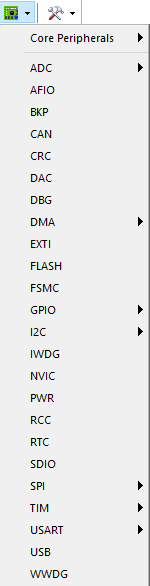 Core Peripherals
ADC
AFIO
BKP
CAN
CRC
DAC
DBG
DMA
EXTI
FLASH
FSMC
GPIO
I2C
IWDG
NVIC
PWR
RCC
RTC
SDIO
SPI
TIM
USART
USB
WWDG